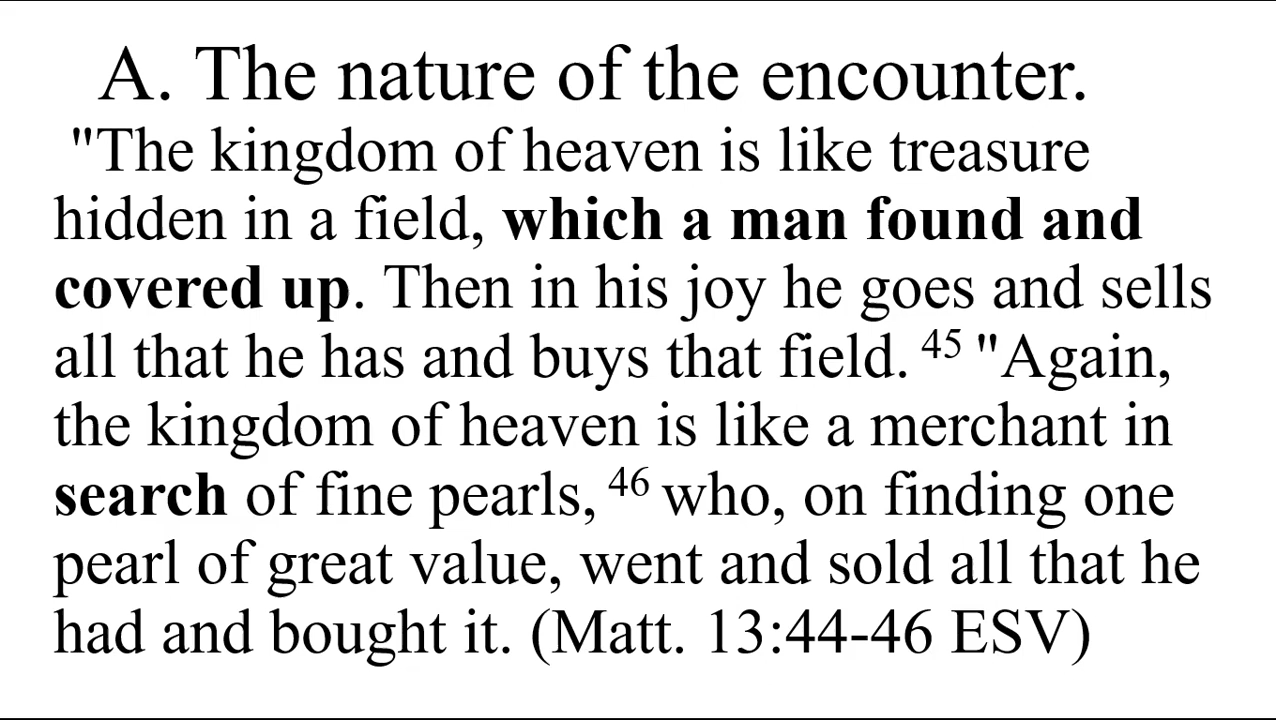 A. The nature of the encounter.
"The kingdom of heaven is like treasure
hidden in a field, which a man found and
covered up. Then in his joy he goes and sells
all that he has and buys that field. 45 "Again,
the kingdom of heaven is like a merchant in
search of fine pearls, 46 who, on finding one
pearl of great value, went and sold all that he
had and bought it. (Matt. 13:44-46 ESV)